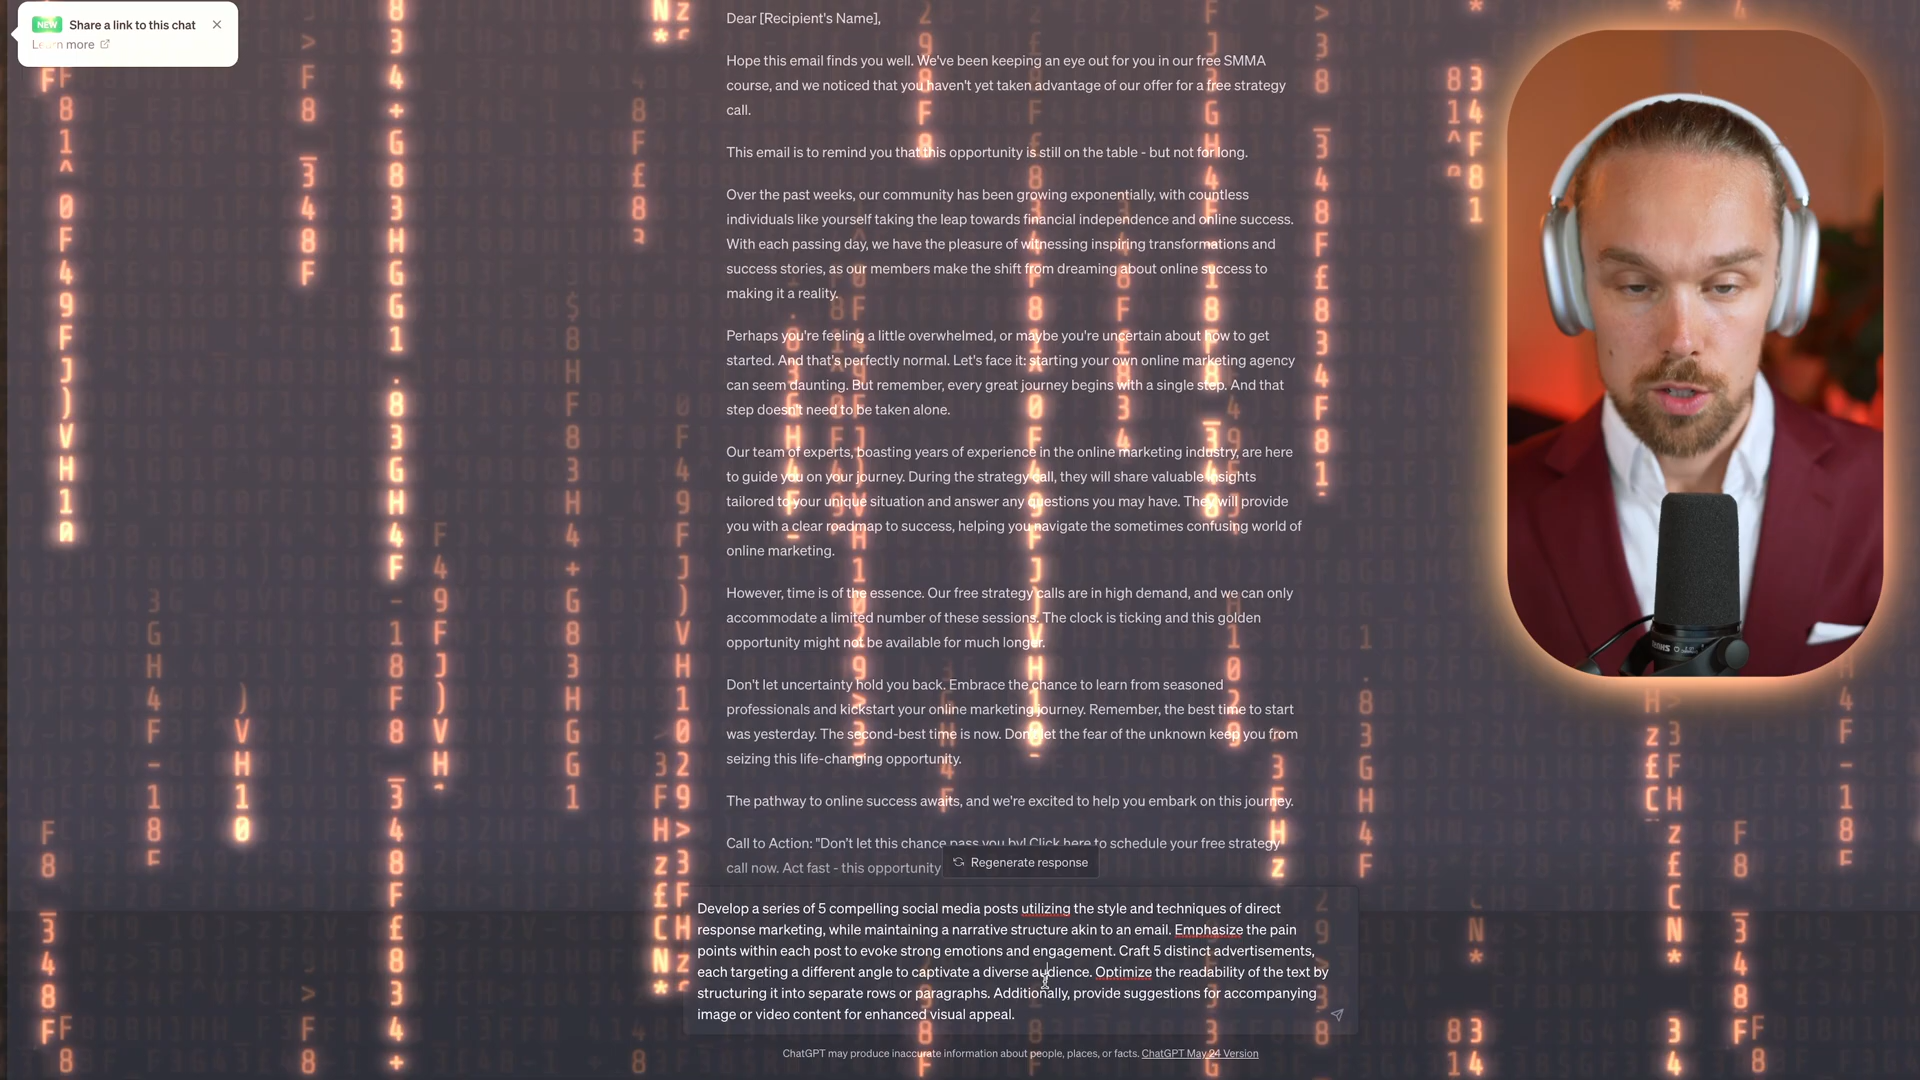 NEW Share a link to this chat
Learn more
Dear [Recipient's Name],
Hope this email finds you well. We've been keeping an eye out for you in our free SMMA
course, and we noticed that you haven't yet taken advantage of our offer for a free strategy
call.
This email is to remind you that this opportunity is still on the table - but not for long.
Over the past weeks, our community has been growing exponentially, with countless
individuals like yourself taking the leap towards financial independence and online success.
With each passing day, we have the pleasure of witnessing inspiring transformations and
success stories, as our members make the shift from dreaming about online success to
making it a reality.
Perhaps you're feeling a little overwhelmed, or maybe you're uncertain about how to get
started. And that's perfectly normal. Let's face it: starting your own online marketing agency
can seem daunting. But remember, every great journey begins with a single step. And that
step doesn't need to be taken alone.
Our team of experts, boasting years of experience in the online marketing industry, are here
to guide you on your journey. During the strategy call, they will share valuable insights
tailored to your unique situation and answer any questions you may have. They will provide
you with a clear roadmap to success, helping you navigate the sometimes confusing world of
online marketing.
However, time is of the essence. Our free strategy calls are in high demand, and we can only
accommodate a limited number of these sessions. The clock is ticking and this golden
opportunity might not be available for much longer.
Don't let uncertainty hold you back. Embrace the chance to learn from seasoned
professionals and kickstart your online marketing journey. Remember, the best time to start
was yesterday. The second-best time is now. Don't let the fear of the unknown keep you from
seizing this life-changing opportunity.
The pathway to online success awaits, and we're excited to help you embark on this journey.
Call to Action: "Don't let this chance pass you by! Click here to schedule your free strategy
call now. Act fast - this opportunity
Regenerate response
Develop a series of 5 compelling social media posts utilizing the style and techniques of direct
response marketing, while maintaining a narrative structure akin to an email. Emphasize the pain
points within each post to evoke strong emotions and engagement. Craft 5 distinct advertisements,
each targeting a different angle to captivate a diverse audience. Optimize the readability of the text by
structuring it into separate rows or paragraphs. Additionally, provide suggestions for accompanying
image or video content for enhanced visual appeal.
ChatGPT may produce inaccurate information about people, places, or facts. ChatGPT May 24 Version